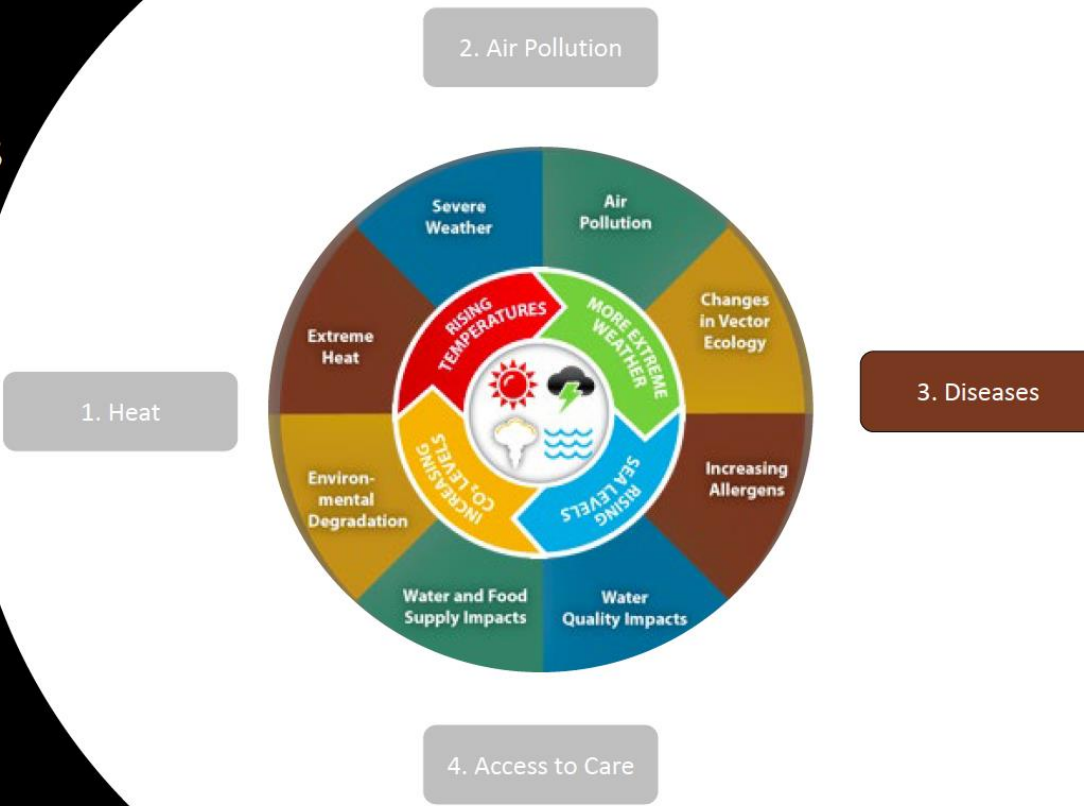 2. Air Pollution
Severe
Weather
Air
Pollution
Changes
in Vector
Ecology
Extreme
Heat
RISING
TEMPERATURES
MORE EXTREME
WEATHER
3. Diseases
1. Heat
Increasing
Allergens
Environ-
mental
Degradation
INCREASING
CO₂ LEVELS
RISING
SEA LEVELS
Water and Food
Supply Impacts
Water
Quality Impacts
4. Access to Care